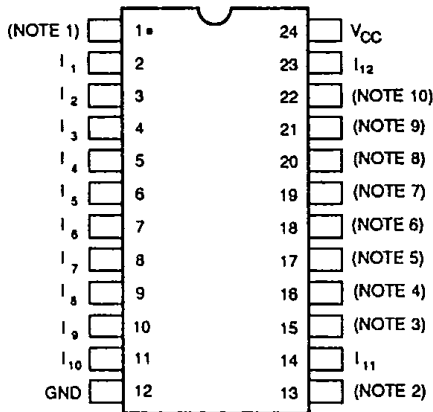 (NOTE 1) 1 24 VCC
I1 2 23 I12
I2 3 22 (NOTE 10)
I3 4 21 (NOTE 9)
I4 5 20 (NOTE 8)
I5 6 19 (NOTE 7)
I6 7 18 (NOTE 6)
I7 8 17 (NOTE 5)
I8 9 16 (NOTE 4)
I9 10 15 (NOTE 3)
I10 11 14 I11
GND 12 13 (NOTE 2)